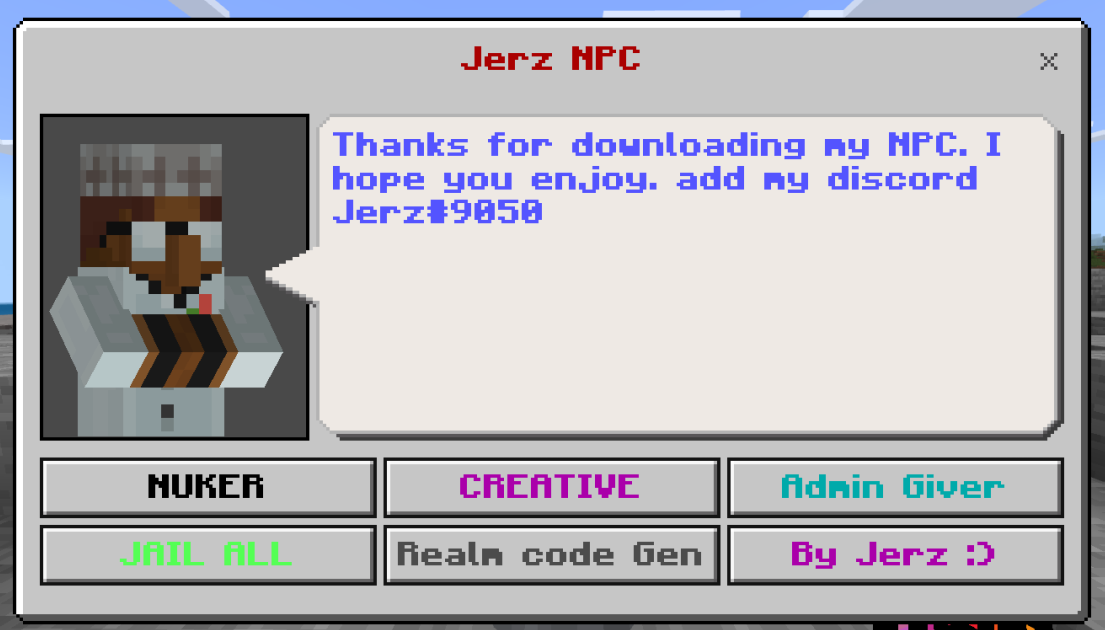 Jerz NPC
Thanks for downloading my NPC. I
hope you enjoy. add my discord
Jerz#9050
NUKER
CREATIVE
Admin Giver
JAIL ALL
Realm code Gen
By Jerz :)